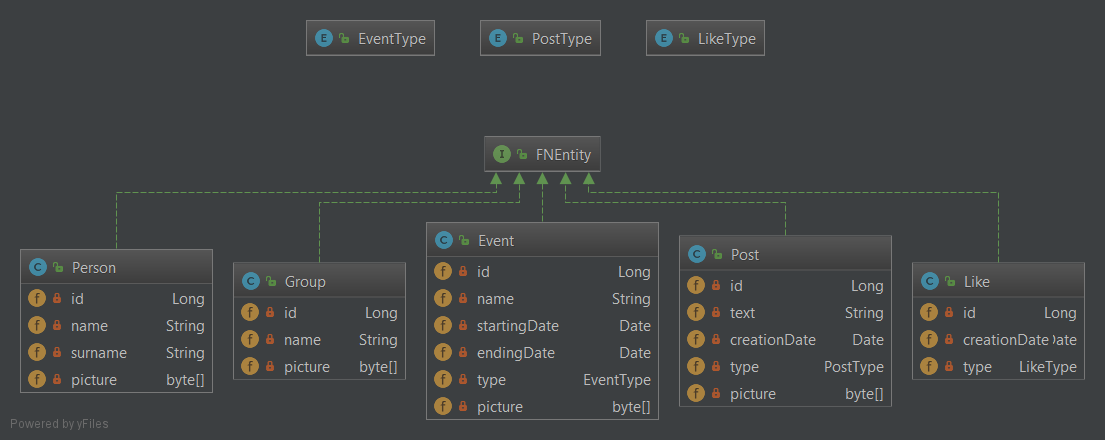 EventType PostType LikeType
FNEntity
Person
id Long
name String
surname String
picture byte[]
Group
id Long
name String
picture byte[]
Event
id Long
name String
startingDate Date
endingDate Date
type EventType
picture byte[]
Post
id Long
text String
creationDate Date
type PostType
picture byte[]
Like
id Long
creationDate Date
type LikeType
Powered by yFiles